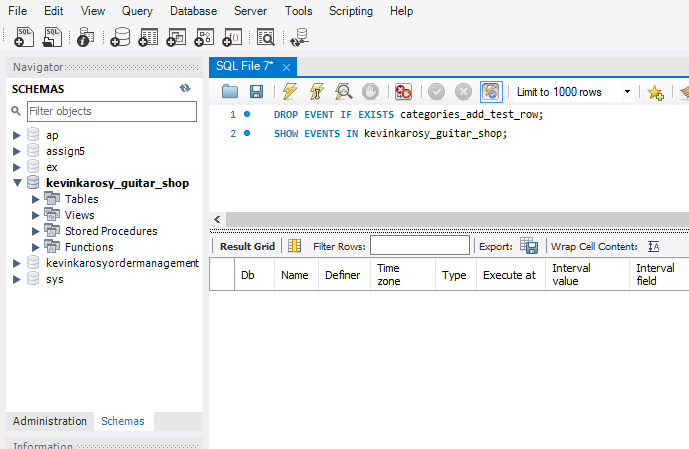 File Edit View Query Database Server Tools Scripting Help
Navigator
SCHEMAS
Filter objects
ap
assign5
ex
kevinkarosy_guitar_shop
Tables
Views
Stored Procedures
Functions
kevinkarosyordermanagement
sys
Administration Schemas
Information
SQL File 7*
Limit to 1000 rows
1 DROP EVENT IF EXISTS categories_add_test_row;
2 SHOW EVENTS IN kevinkarosy_guitar_shop;
Result Grid Filter Rows: Export: Wrap Cell Content:
Db Name Definer Time zone Type Execute at Interval value Interval field